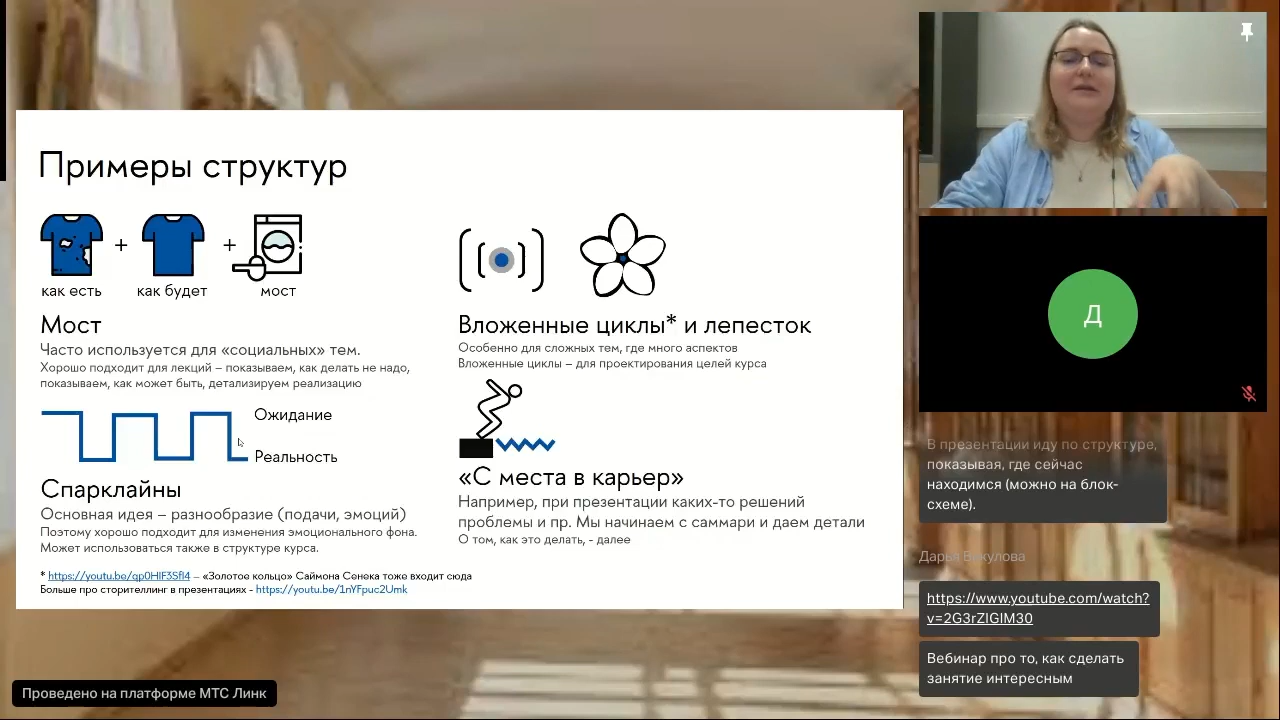 Примеры структур
+
+
как есть
как будет
мост
Мост
Часто используется для «социальных» тем.
Хорошо подходит для лекций – показываем, как делать не надо,
показываем, как может быть, детализируем реализацию
Ожидание
Реальность
Спарклайны
Основная идея – разнообразие (подачи, эмоций)
Поэтому хорошо подходит для изменения эмоционального фона.
Может использоваться также в структуре курса.
Вложенные циклы* и лепесток
Особенно для сложных тем, где много аспектов
Вложенные циклы – для проектирования целей курса
«С места в карьер»
Например, при презентации каких-то решений
проблемы и пр. Мы начинаем с саммари и даем детали
О том, как это делать, - далее
* https://youtu.be/qp0HIF3SfI4 – «Золотое кольцо» Саймона Сенека тоже входит сюда
Больше про сторителлинг в презентациях - https://youtu.be/1nYFpuc2Umk
Проведено на платформе МТС Линк
Д
В презентации иду по структуре,
показывая, где сейчас
находимся (можно на блок-
схеме).
Дарья Викулова
https://www.youtube.com/watch?
v=2G3rZIGlM30
Вебинар про то, как сделать
занятие интересным